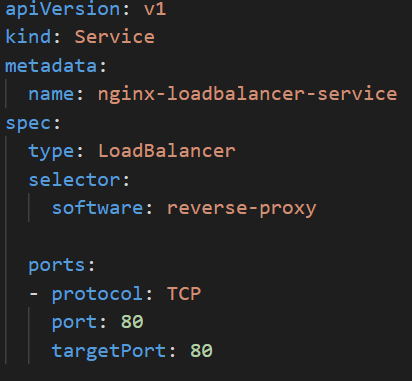 apiVersion: v1
kind: Service
metadata:
  name: nginx-loadbalancer-service
spec:
  type: LoadBalancer
  selector:
    software: reverse-proxy

  ports:
  - protocol: TCP
    port: 80
    targetPort: 80